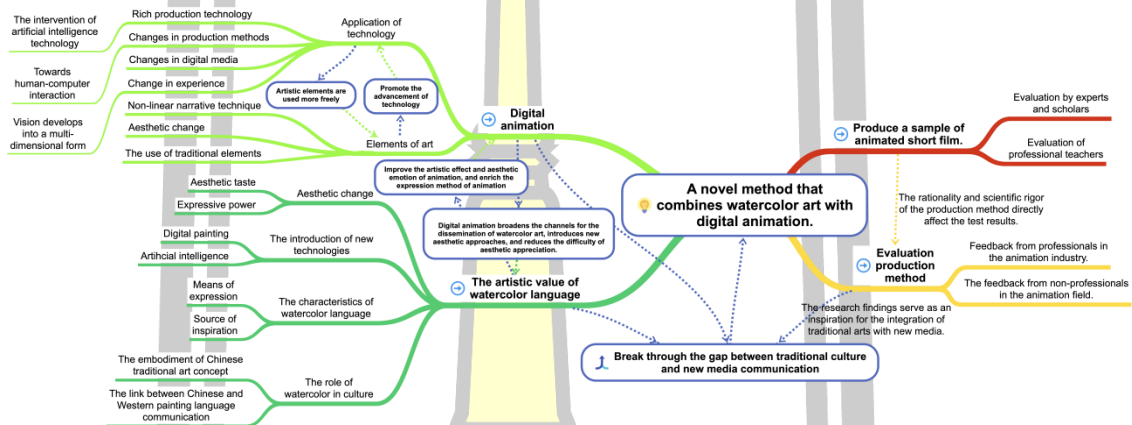 The intervention of
artificial intelligence
technology
Towards
human-computer
interaction
Vision develops
into a multi-
dimensional form
Rich production technology
Changes in production methods
Changes in digital media
Change in experience
Non-linear narrative technique
Aesthetic change
The use of traditional elements
Application of
technology
Artistic elements are
used more freely
Promote the
advancement of
technology
Elements of art
Digital
animation
Improve the artistic effect and aesthetic
emotion of animation, and enrich the
expression method of animation
Digital animation broadens the channels for the
dissemination of watercolor art, introduces new
aesthetic approaches, and reduces the difficulty of
aesthetic appreciation.
Aesthetic taste
Expressive power
Aesthetic change
Digital painting
Artihcial intelligence
The introduction of new
technologies
Means of
expression
Source of
inspiration
The characteristics of
watercolor language
The embodiment of Chinese
traditional art concept
The link between Chinese and
Western painting language
communication
The role of
watercolor in culture
The artistic value of
watercolor language
A novel method that
combines watercolor art with
digital animation.
Break through the gap between traditional culture
and new media communication
Produce a sample of
animated short film.
Evaluation by experts
and scholars
Evaluation of
professional teachers
The rationality and scientific rigor
of the production method directly
affect the test results.
Evaluation
production
method
Feedback from professionals in
the animation industry.
The feedback from non-professionals
in the animation field.
The research findings serve as an
inspiration for the integration of
traditional arts with new media.